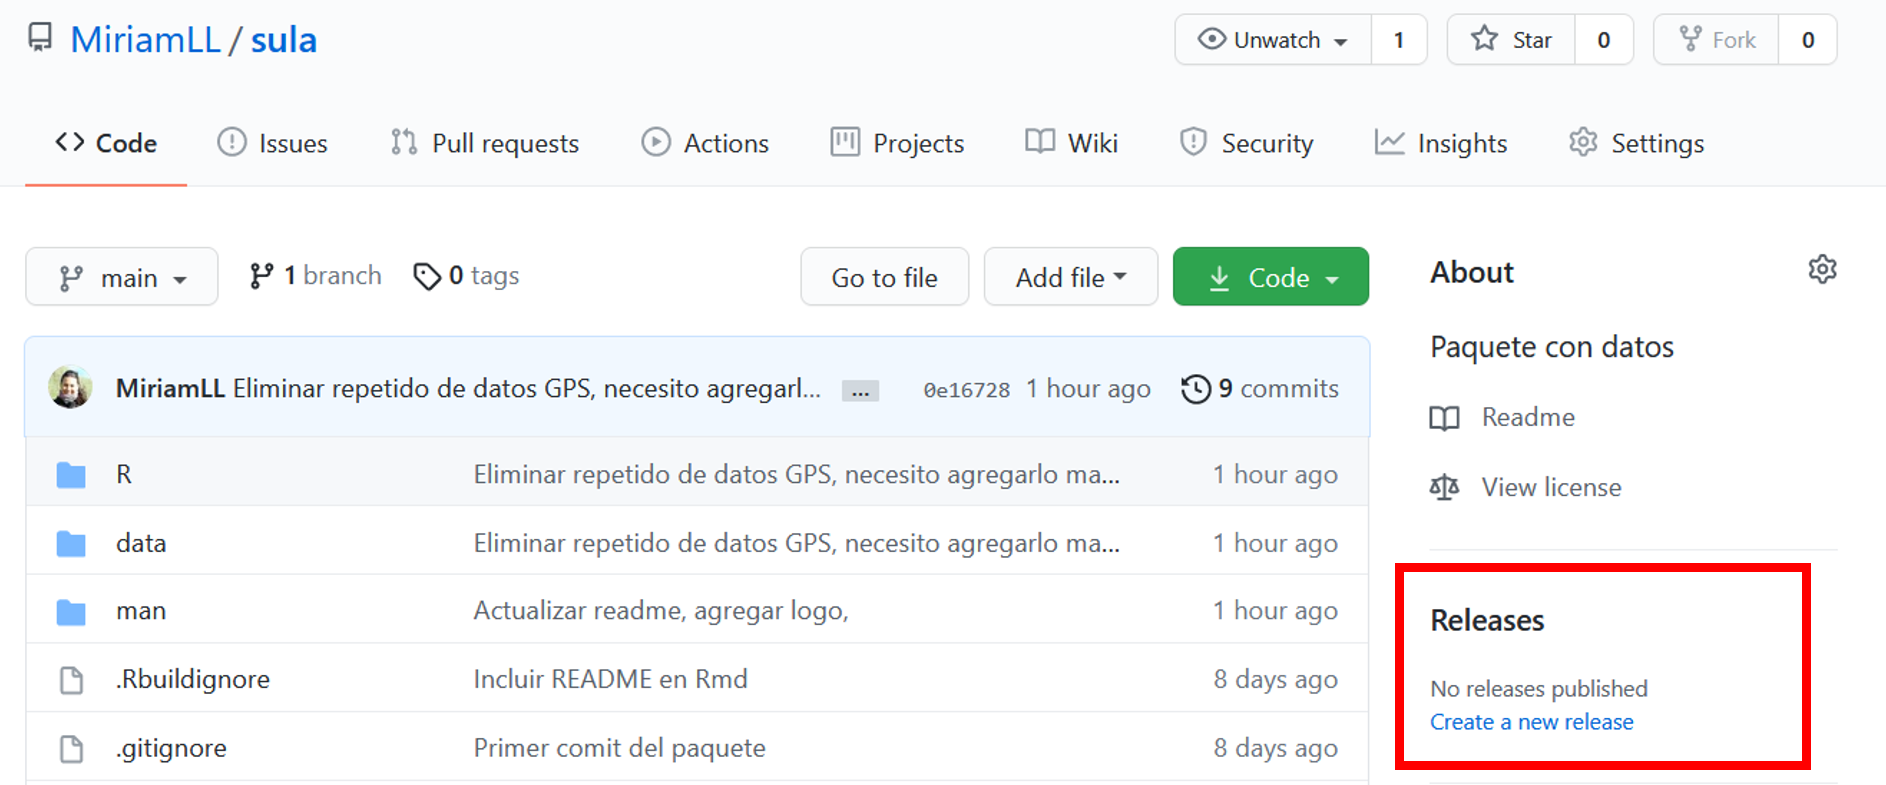 MiriamLL / sula
Unwatch 1
Star 0
Fork 0
Code
Issues
Pull requests
Actions
Projects
Wiki
Security
Insights
Settings
main
1 branch
0 tags
Go to file
Add file
Code
MiriamLL Eliminar repetido de datos GPS, necesito agregarl... ... 0e16728 1 hour ago 9 commits
R Eliminar repetido de datos GPS, necesito agregarlo ma... 1 hour ago
data Eliminar repetido de datos GPS, necesito agregarlo ma... 1 hour ago
man Actualizar readme, agregar logo, 1 hour ago
.Rbuildignore Incluir README en Rmd 8 days ago
.gitignore Primer comit del paquete 8 days ago
About
Paquete con datos
Readme
View license
Releases
No releases published
Create a new release